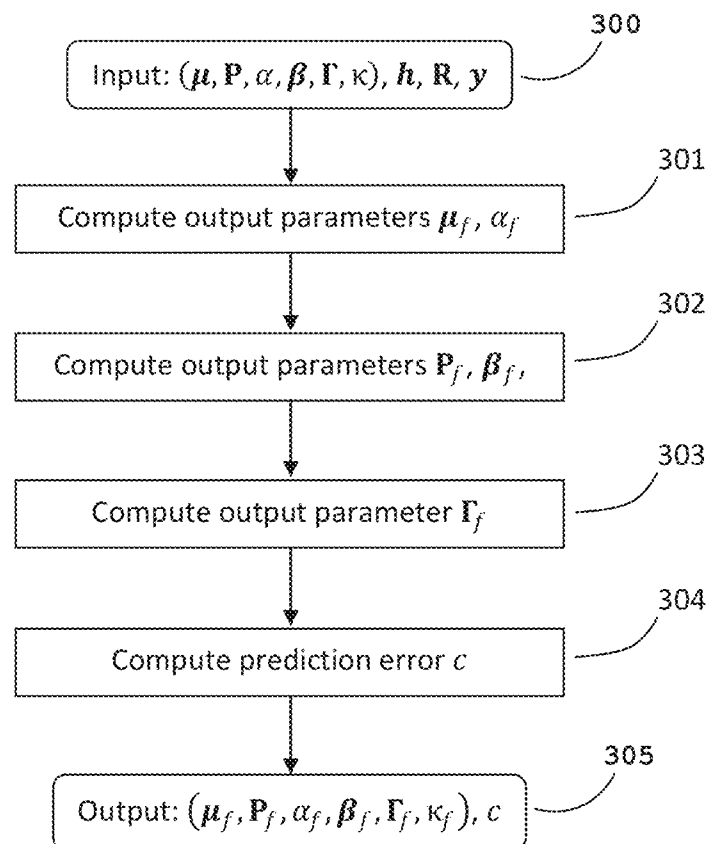 300
Input: (μ, P, α, β, Γ, κ), h, R, y
301
Compute output parameters μ_f, α_f
302
Compute output parameters P_f, β_f,
303
Compute output parameter Γ_f
304
Compute prediction error c
305
Output: (μ_f, P_f, α_f, β_f, Γ_f, κ_f), c